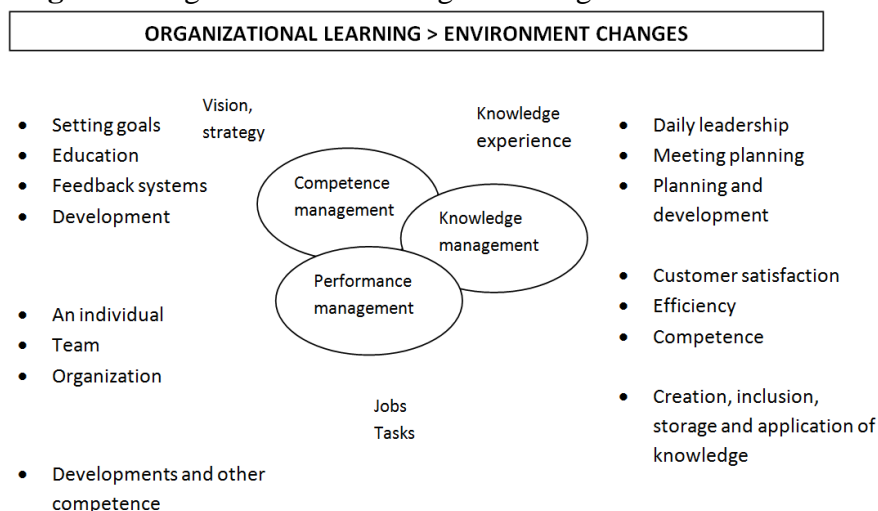 ORGANIZATIONAL LEARNING > ENVIRONMENT CHANGES
Vision,
strategy
Knowledge
experience
• Setting goals
• Education
• Feedback systems
• Development
Competence
management
Knowledge
management
Performance
management
• Daily leadership
• Meeting planning
• Planning and
development
• An individual
• Team
• Organization
• Customer satisfaction
• Efficiency
• Competence
Jobs
Tasks
• Creation, inclusion,
storage and application of
knowledge
• Developments and other
competence